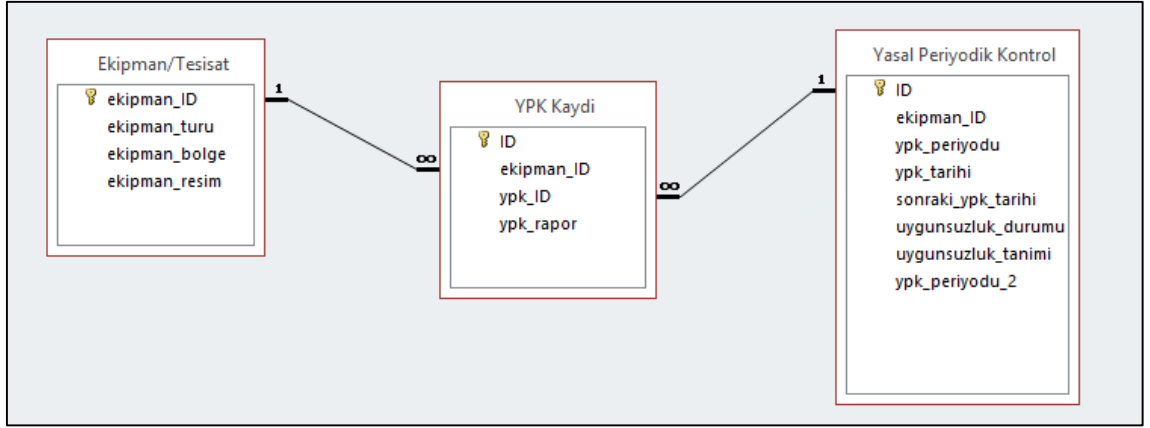 Ekipman/Tesisat
ekipman_ID
ekipman_turu
ekipman_bolge
ekipman_resim
1
∞
YPK Kaydi
ID
ekipman_ID
ypk_ID
ypk_rapor
∞
1
Yasal Periyodik Kontrol
ID
ekipman_ID
ypk_periyodu
ypk_tarihi
sonraki_ypk_tarihi
uygunsuzluk_durumu
uygunsuzluk_tanimi
ypk_periyodu_2